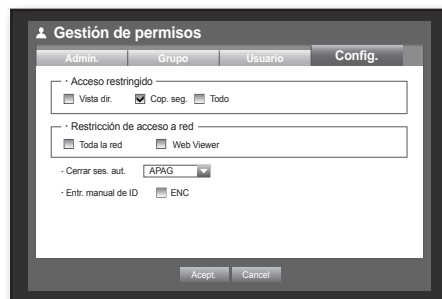 Gestión de permisos
Admin. Grupo Usuario Config.
· Acceso restringido
Vista dir. Cop. seg. Todo
· Restricción de acceso a red
Toda la red Web Viewer
· Cerrar ses. aut. APAG
· Entr. manual de ID ENC
Acept. Cancel